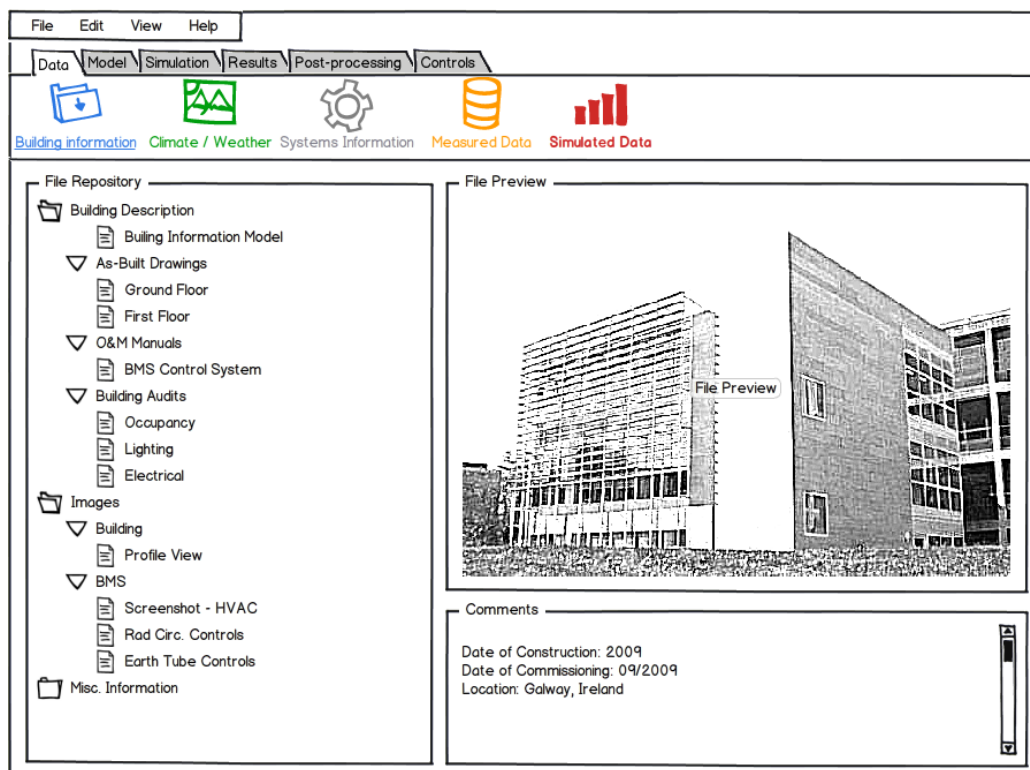 File Edit View Help
Data Model Simulation Results Post-processing Controls
Building information Climate / Weather Systems Information Measured Data Simulated Data
File Repository
Building Description
Builing Information Model
As-Built Drawings
Ground Floor
First Floor
O&M Manuals
BMS Control System
Building Audits
Occupancy
Lighting
Electrical
Images
Building
Profile View
BMS
Screenshot - HVAC
Rad Circ. Controls
Earth Tube Controls
Misc. Information
File Preview
File Preview
Comments
Date of Construction: 2009
Date of Commissioning: 09/2009
Location: Galway, Ireland